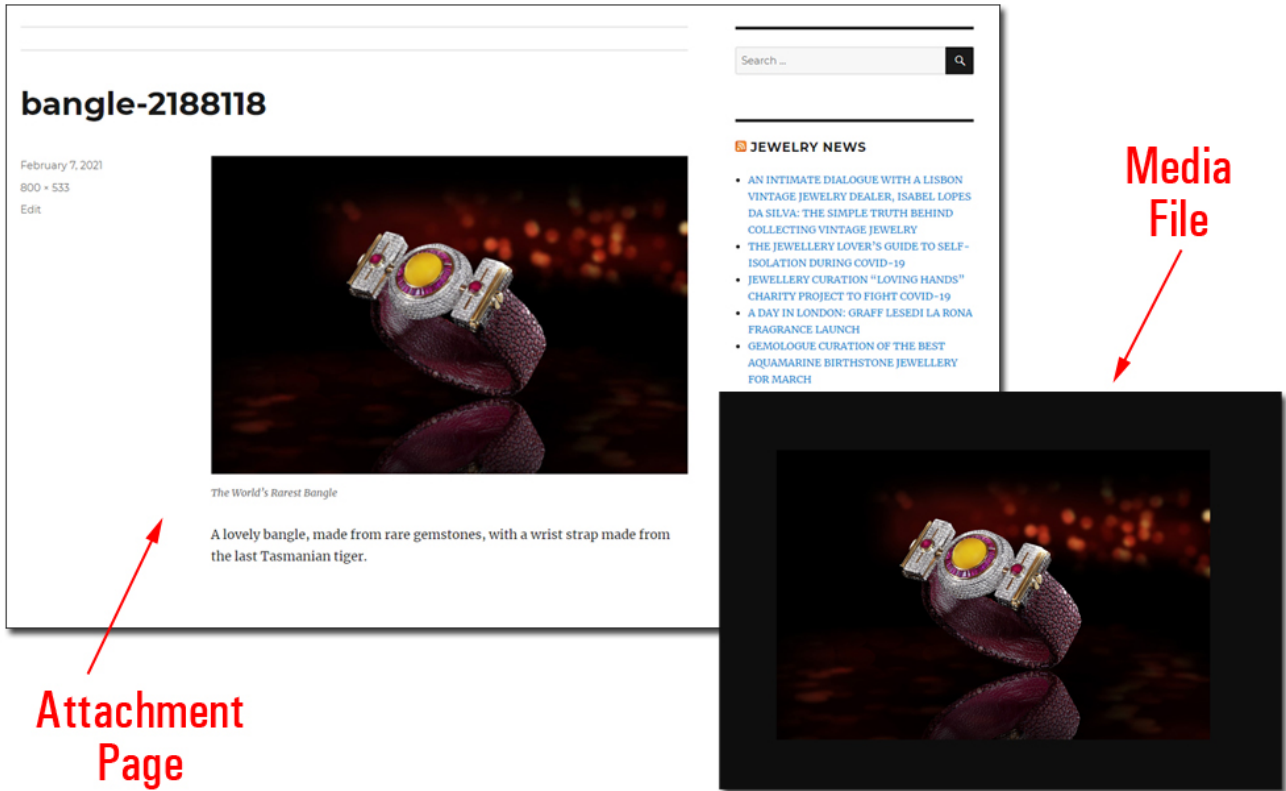 bangle-2188118
February 7, 2021
800 × 533
Edit
The World's Rarest Bangle
A lovely bangle, made from rare gemstones, with a wrist strap made from
the last Tasmanian tiger.
Search …
JEWELRY NEWS
AN INTIMATE DIALOGUE WITH A LISBON
VINTAGE JEWELRY DEALER, ISABEL LOPES
DA SILVA: THE SIMPLE TRUTH BEHIND
COLLECTING VINTAGE JEWELRY
THE JEWELLERY LOVER'S GUIDE TO SELF-
ISOLATION DURING COVID-19
JEWELLERY CURATION “LOVING HANDS”
CHARITY PROJECT TO FIGHT COVID-19
A DAY IN LONDON: GRAFF LESEDI LA RONA
FRAGRANCE LAUNCH
GEMOLOGUE CURATION OF THE BEST
AQUAMARINE BIRTHSTONE JEWELLERY
FOR MARCH
Media
File
Attachment
Page